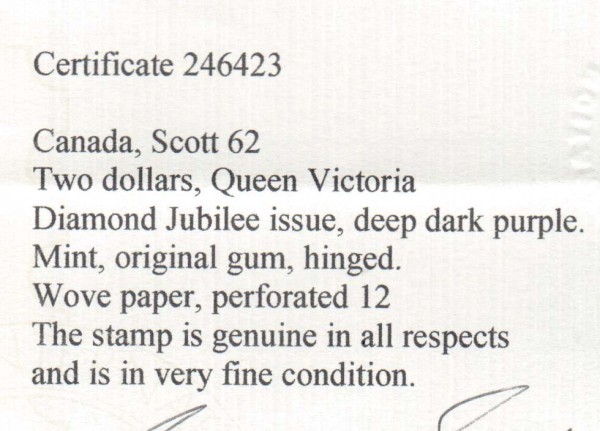 Certificate 246423
Canada, Scott 62
Two dollars, Queen Victoria
Diamond Jubilee issue, deep dark purple.
Mint, original gum, hinged.
Wove paper, perforated 12
The stamp is genuine in all respects
and is in very fine condition.